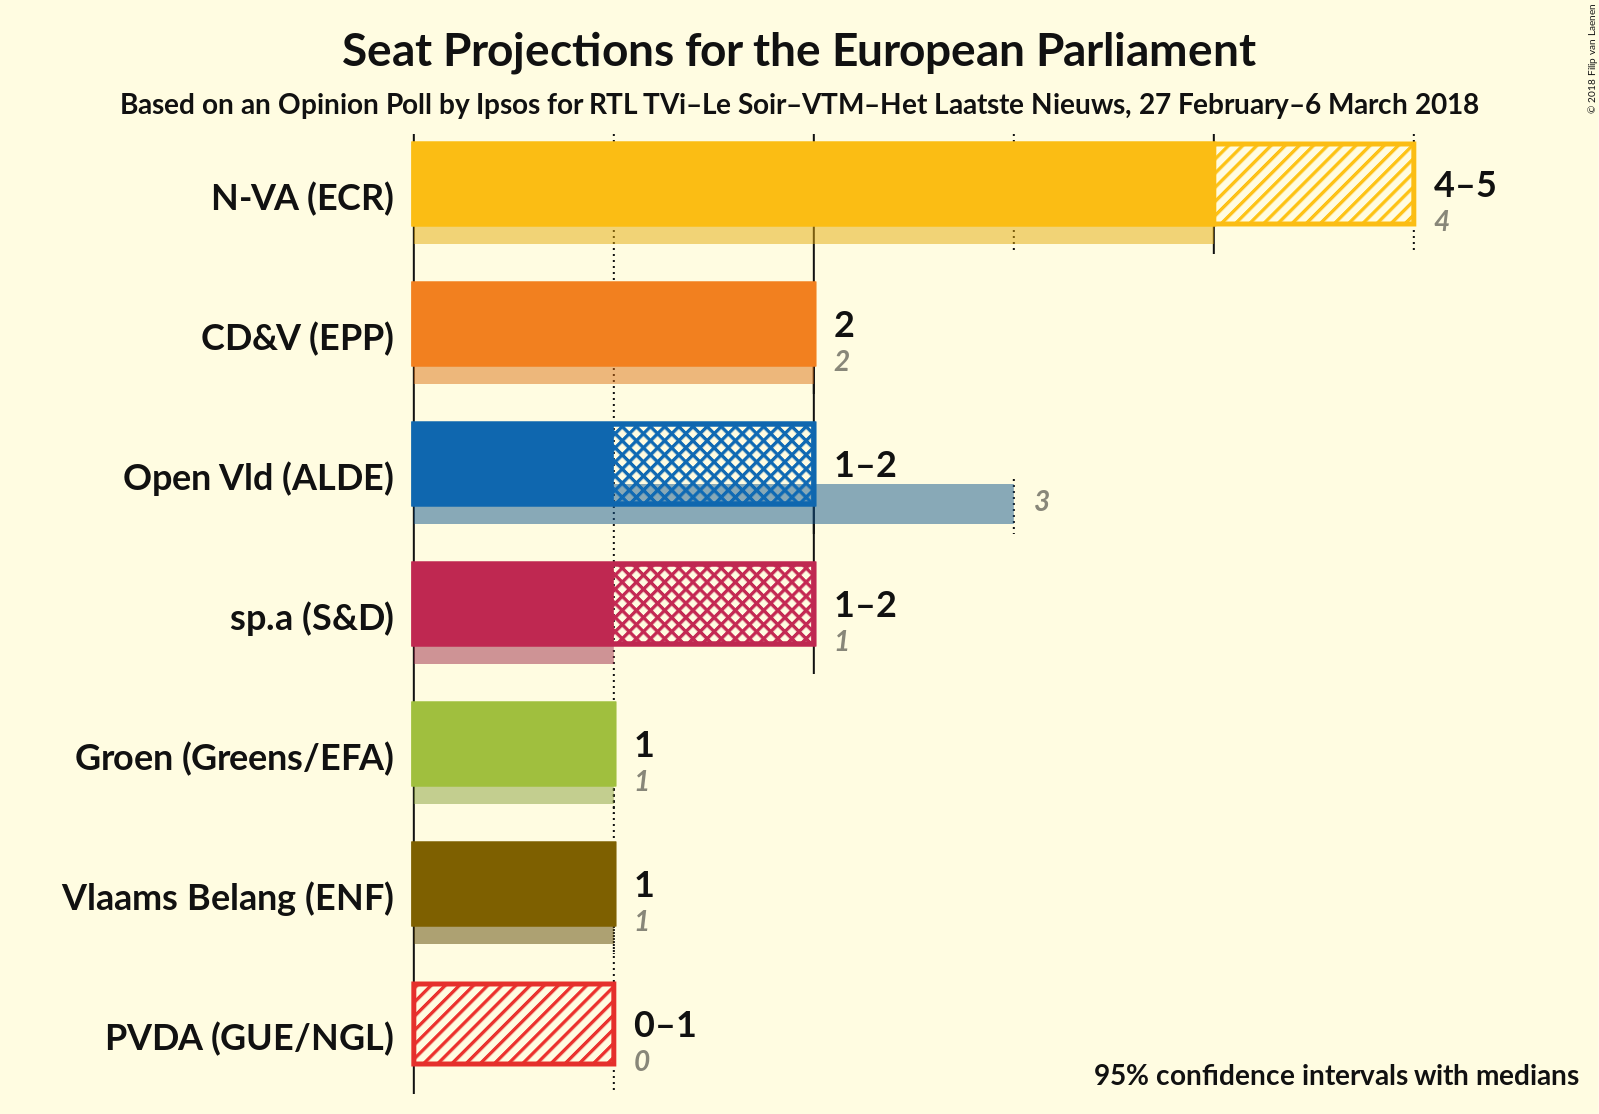 Seat Projections for the European Parliament
Based on an Opinion Poll by Ipsos for RTL TVi–Le Soir–VTM–Het Laatste Nieuws, 27 February–6 March 2018
© 2018 Filip van Laenen
N-VA (ECR)
4–5
4
CD&V (EPP)
2
2
Open Vld (ALDE)
1–2
3
sp.a (S&D)
1–2
1
Groen (Greens/EFA)
1
1
Vlaams Belang (ENF)
1
1
PVDA (GUE/NGL)
0–1
0
95% confidence intervals with medians